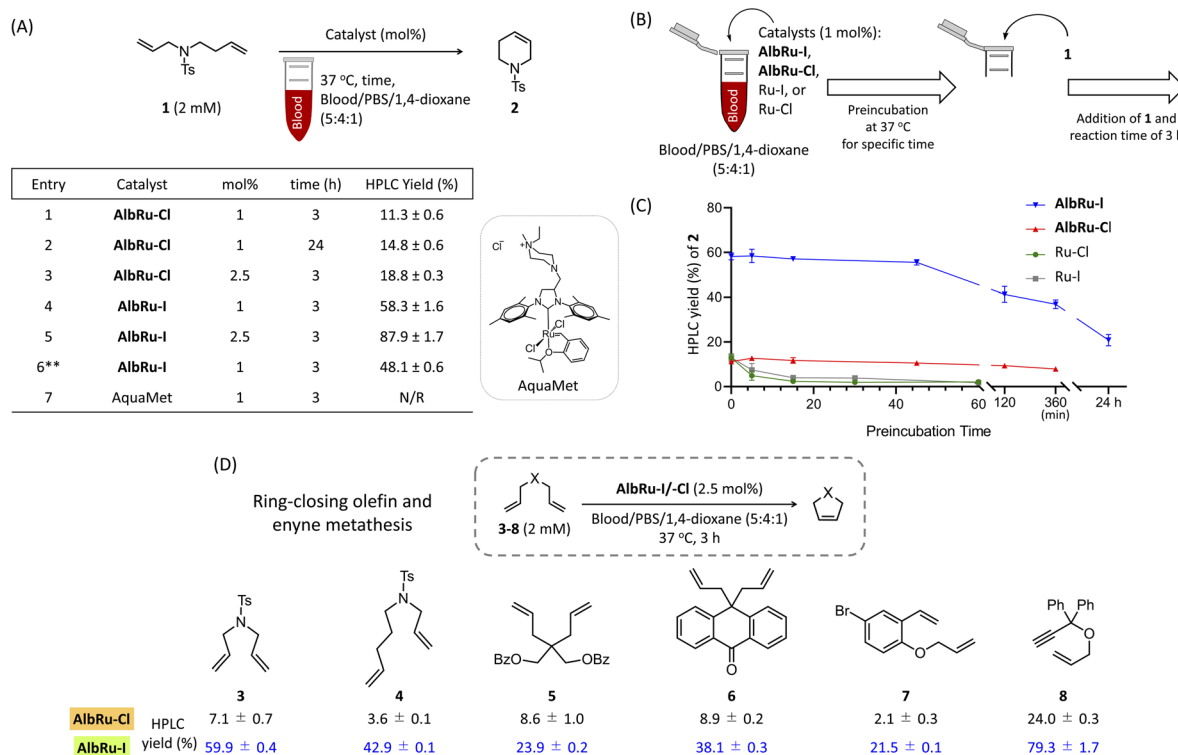 (A)
Catalyst (mol%)
37 °C, time,
Blood/PBS/1,4-dioxane
(5:4:1)
Blood
N
Ts
1 (2 mM)
N
Ts
2
Entry Catalyst mol% time (h) HPLC Yield (%)
1 AlbRu-Cl 1 3 11.3 ± 0.6
2 AlbRu-Cl 1 24 14.8 ± 0.6
3 AlbRu-Cl 2.5 3 18.8 ± 0.3
4 AlbRu-I 1 3 58.3 ± 1.6
5 AlbRu-I 2.5 3 87.9 ± 1.7
6** AlbRu-I 1 3 48.1 ± 0.6
7 AquaMet 1 3 N/R
Cl⁻
N+
N
N N
Cl
Ru
Cl
O
AquaMet
(B)
Catalysts (1 mol%):
AlbRu-I,
AlbRu-Cl,
Ru-I, or
Ru-Cl
Blood
Blood/PBS/1,4-dioxane
(5:4:1)
Preincubation
at 37 °C
for specific time
1
Addition of 1 and
reaction time of 3 h
(C)
HPLC yield (%) of 2
80
60
40
20
0
0 20 40 60 120 360 24 h
(min)
Preincubation Time
AlbRu-I
AlbRu-Cl
Ru-Cl
Ru-I
(D)
Ring-closing olefin and
enyne metathesis
X
3-8 (2 mM)
AlbRu-I/-Cl (2.5 mol%)
Blood/PBS/1,4-dioxane (5:4:1)
37 °C, 3 h
X
Ts
N
Ts
N
OBz OBz
O
Br
O
Ph Ph
O
3 4 5 6 7 8
AlbRu-Cl 7.1 ± 0.7 3.6 ± 0.1 8.6 ± 1.0 8.9 ± 0.2 2.1 ± 0.3 24.0 ± 0.3
HPLC
yield (%)
AlbRu-I 59.9 ± 0.4 42.9 ± 0.1 23.9 ± 0.2 38.1 ± 0.3 21.5 ± 0.1 79.3 ± 1.7